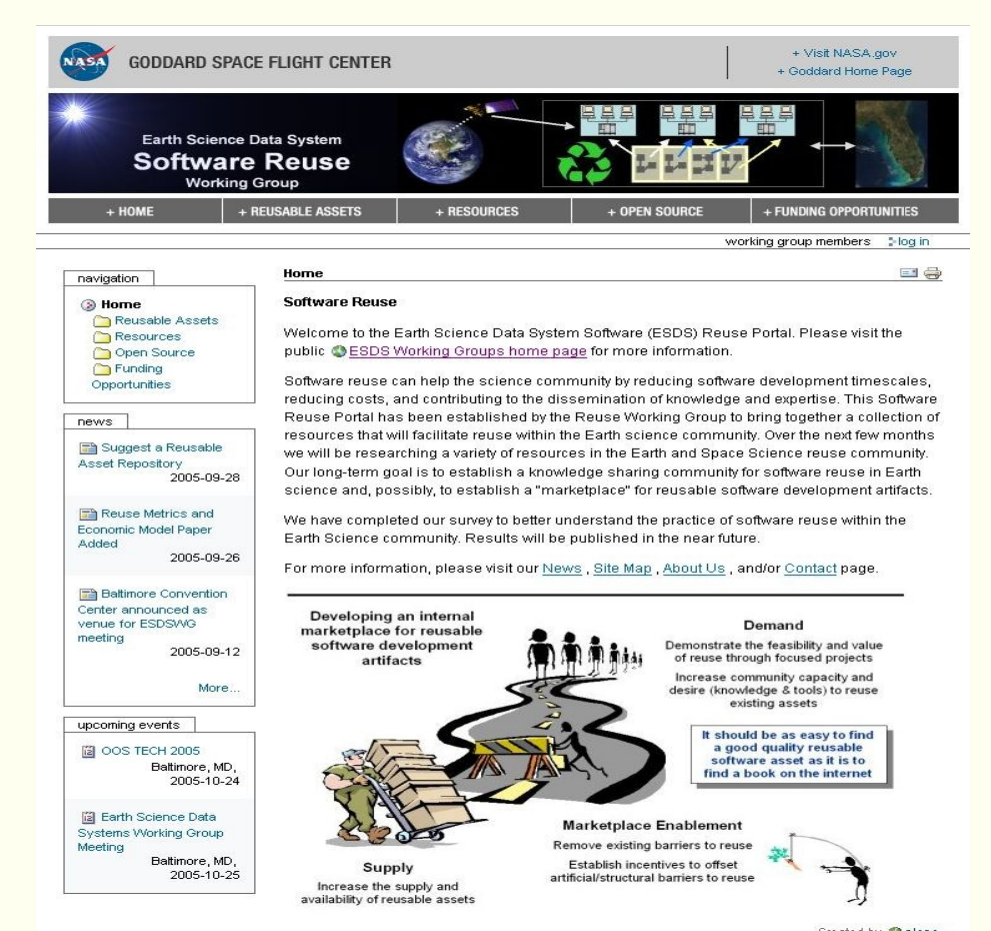 NASA
GODDARD SPACE FLIGHT CENTER
+ Visit NASA.gov
+ Goddard Home Page
Earth Science Data System
Software Reuse
Working Group
+ HOME
+ REUSABLE ASSETS
+ RESOURCES
+ OPEN SOURCE
+ FUNDING OPPORTUNITIES
working group members
log in
navigation
Home
Reusable Assets
Resources
Open Source
Funding
Opportunities
news
Suggest a Reusable
Asset Repository
2005-09-28
Reuse Metrics and
Economic Model Paper
Added
2005-09-26
Baltimore Convention
Center announced as
venue for ESDSWG
meeting
2005-09-12
More...
upcoming events
OOS TECH 2005
Baltimore, MD,
2005-10-24
Earth Science Data
Systems Working Group
Meeting
Baltimore, MD,
2005-10-25
Home
Software Reuse
Welcome to the Earth Science Data System Software (ESDS) Reuse Portal. Please visit the
public ESDS Working Groups home page for more information.
Software reuse can help the science community by reducing software development timescales,
reducing costs, and contributing to the dissemination of knowledge and expertise. This Software
Reuse Portal has been established by the Reuse Working Group to bring together a collection of
resources that will facilitate reuse within the Earth science community. Over the next few months
we will be researching a variety of resources in the Earth and Space Science reuse community.
Our long-term goal is to establish a knowledge sharing community for software reuse in Earth
science and, possibly, to establish a "marketplace" for reusable software development artifacts.
We have completed our survey to better understand the practice of software reuse within the
Earth Science community. Results will be published in the near future.
For more information, please visit our News , Site Map , About Us , and/or Contact page.
Developing an internal
marketplace for reusable
software development
artifacts
Demand
Demonstrate the feasibility and value
of reuse through focused projects
Increase community capacity and
desire (knowledge & tools) to reuse
existing assets
It should be as easy to find
a good quality reusable
software asset as it is to
find a book on the internet
Marketplace Enablement
Remove existing barriers to reuse
Establish incentives to offset
artificial/structural barriers to reuse
Supply
Increase the supply and
availability of reusable assets